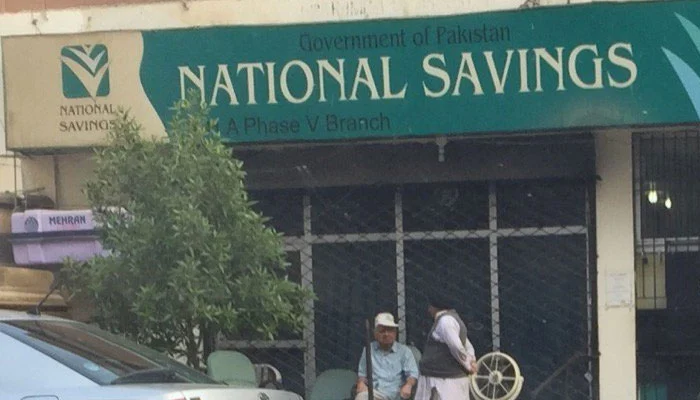 Government of Pakistan
NATIONAL SAVINGS
NATIONAL
SAVINGS
A Phase V Branch
MEHRAN